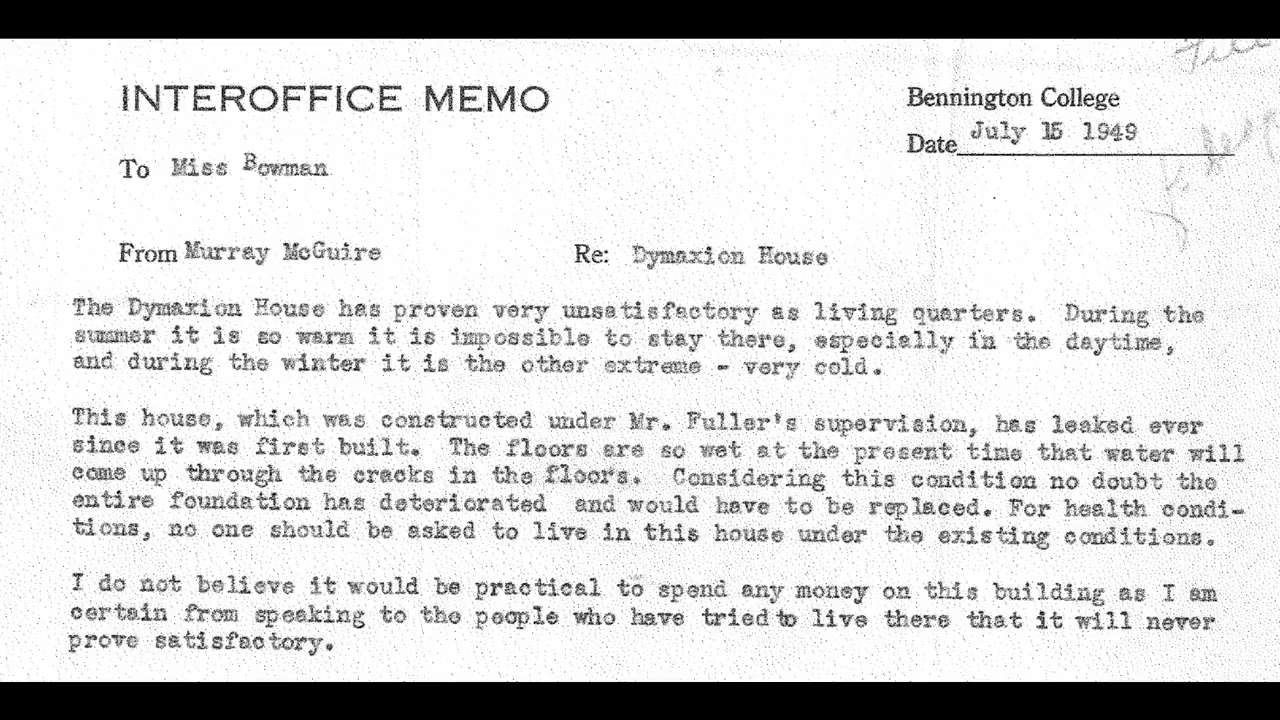 INTEROFFICE MEMO
Bennington College
Date July 15 1949
To Miss Bowman
From Murray McGuire
Re: Dymaxion House
The Dymaxion House has proven very unsatisfactory as living quarters. During the
summer it is so warm it is impossible to stay there, especially in the daytime,
and during the winter it is the other extreme - very cold.
This house, which was constructed under Mr. Fuller's supervision, has leaked ever
since it was first built. The floors are so wet at the present time that water will
come up through the cracks in the floors. Considering this condition no doubt the
entire foundation has deteriorated and would have to be replaced. For health condi-
tions, no one should be asked to live in this house under the existing conditions.
I do not believe it would be practical to spend any money on this building as I am
certain from speaking to the people who have tried to live there that it will never
prove satisfactory.